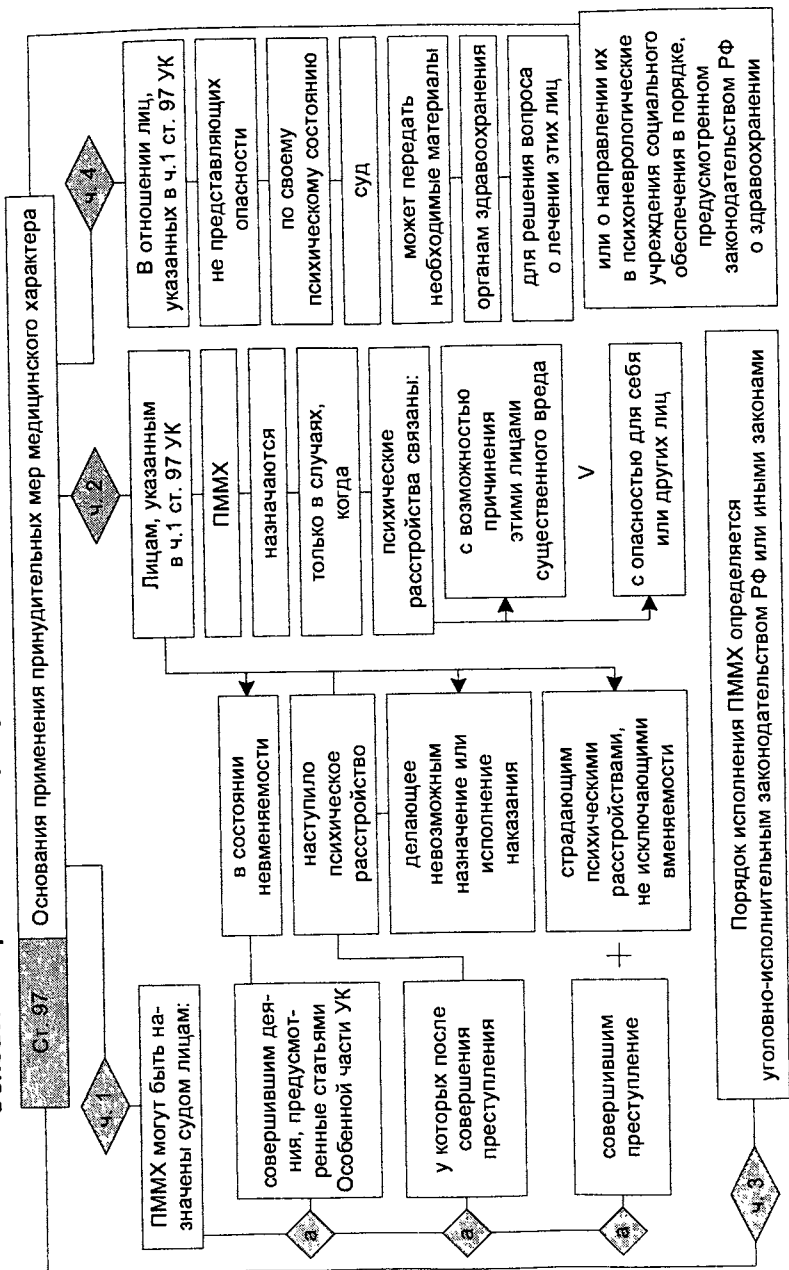 Ст. 97
Основания применения принудительных мер медицинского характера
ч. 1
ПММХ могут быть на-
значены судом лицам:
а
совершившим дея-
ния, предусмот-
ренные статьями
Особенной части УК
в состоянии
невменяемости
а
у которых после
совершения
преступления
наступило
психическое
расстройство
делающее
невозможным
назначение или
исполнение
наказания
а
совершившим
преступление
+
страдающим
психическими
расстройствами,
не исключающими
вменяемости
ч. 2
Лицам, указанным
в ч.1 ст. 97 УК
ПММХ
назначаются
только в случаях,
когда
психические
расстройства связаны:
с возможностью
причинения
этими лицами
существенного вреда
V
с опасностью для себя
или других лиц
ч. 4
В отношении лиц,
указанных в ч.1 ст. 97 УК
не представляющих
опасности
по своему
психическому состоянию
суд
может передать
необходимые материалы
органам здравоохранения
для решения вопроса
о лечении этих лиц
или о направлении их
в психоневрологические
учреждения социального
обеспечения в порядке,
предусмотренном
законодательством РФ
о здравоохранении
ч. 3
Порядок исполнения ПММХ определяется
уголовно-исполнительным законодательством РФ или иными законами